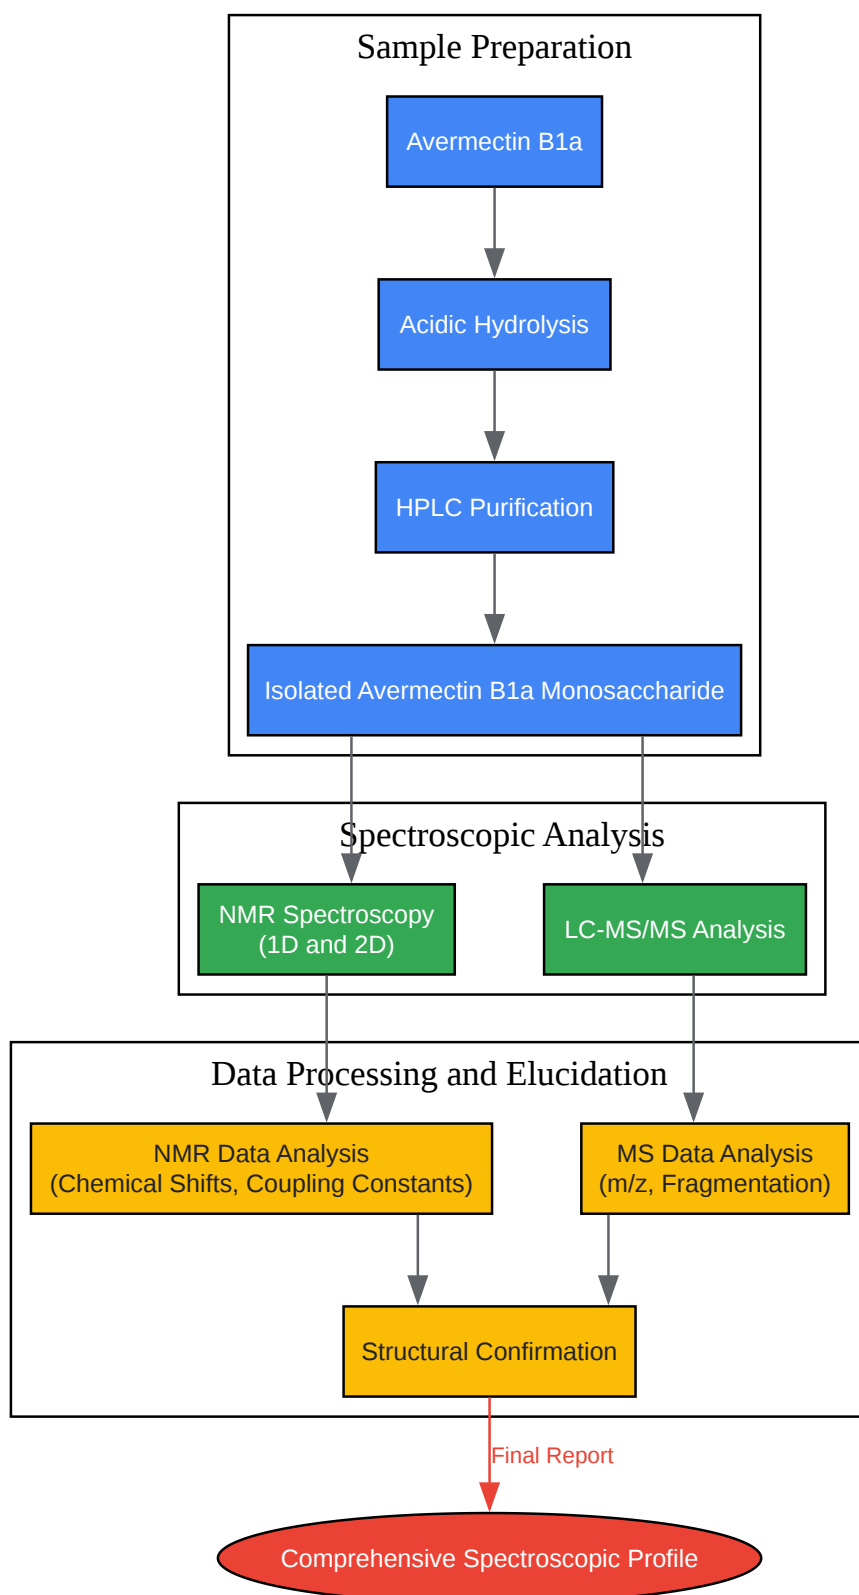 Sample Preparation
Avermectin B1a
Acidic Hydrolysis
HPLC Purification
Isolated Avermectin B1a Monosaccharide
Spectroscopic Analysis
NMR Spectroscopy
(1D and 2D)
LC-MS/MS Analysis
Data Processing and Elucidation
NMR Data Analysis
(Chemical Shifts, Coupling Constants)
MS Data Analysis
(m/z, Fragmentation)
Structural Confirmation
Final Report
Comprehensive Spectroscopic Profile